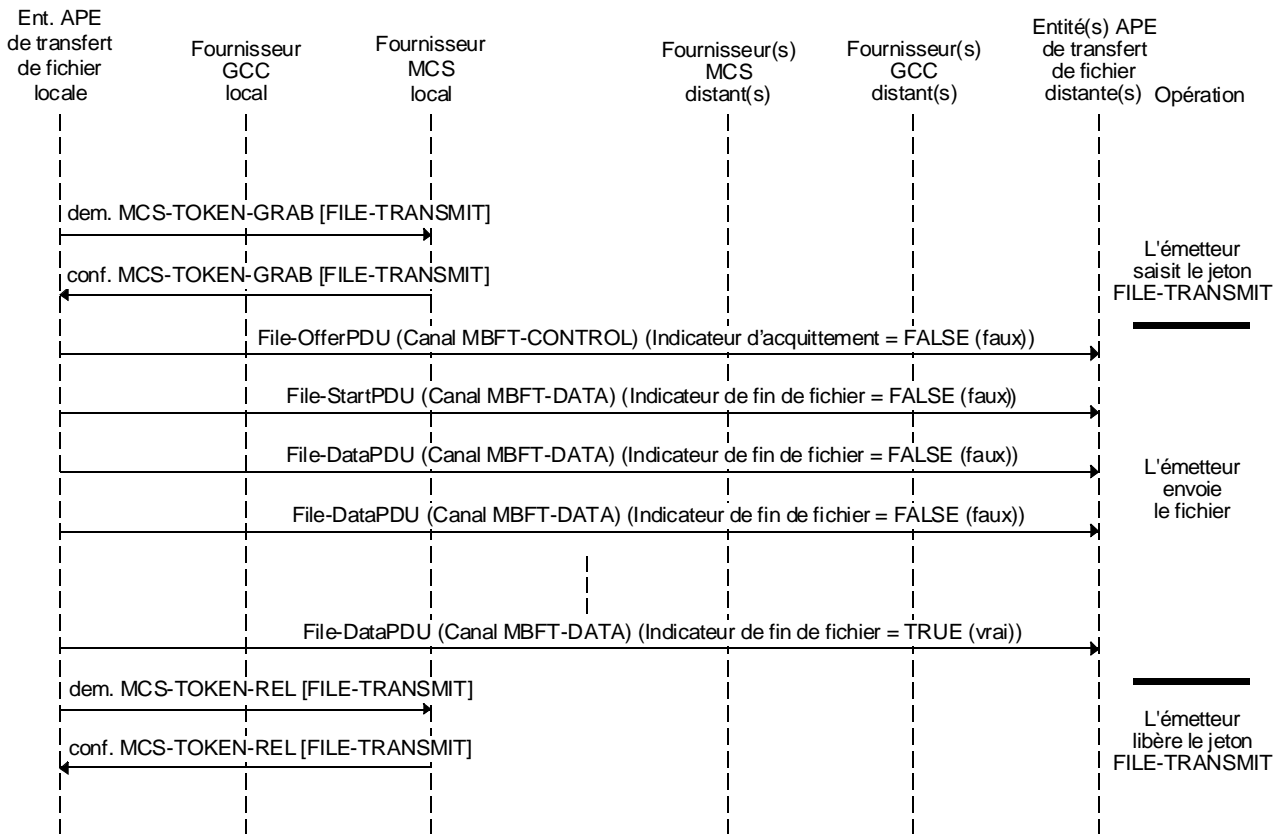 Ent. APE
de transfert
de fichier
locale
Fournisseur
GCC
local
Fournisseur
MCS
local
Fournisseur(s)
MCS
distant(s)
Fournisseur(s)
GCC
distant(s)
Entité(s) APE
de transfert
de fichier
distante(s)
Opération
dem. MCS-TOKEN-GRAB [FILE-TRANSMIT]
conf. MCS-TOKEN-GRAB [FILE-TRANSMIT]
L'émetteur
saisit le jeton
FILE-TRANSMIT
File-OfferPDU (Canal MBFT-CONTROL) (Indicateur d'acquittement = FALSE (faux))
File-StartPDU (Canal MBFT-DATA) (Indicateur de fin de fichier = FALSE (faux))
File-DataPDU (Canal MBFT-DATA) (Indicateur de fin de fichier = FALSE (faux))
L'émetteur
envoie
le fichier
File-DataPDU (Canal MBFT-DATA) (Indicateur de fin de fichier = FALSE (faux))
File-DataPDU (Canal MBFT-DATA) (Indicateur de fin de fichier = TRUE (vrai))
dem. MCS-TOKEN-REL [FILE-TRANSMIT]
conf. MCS-TOKEN-REL [FILE-TRANSMIT]
L'émetteur
libère le jeton
FILE-TRANSMIT